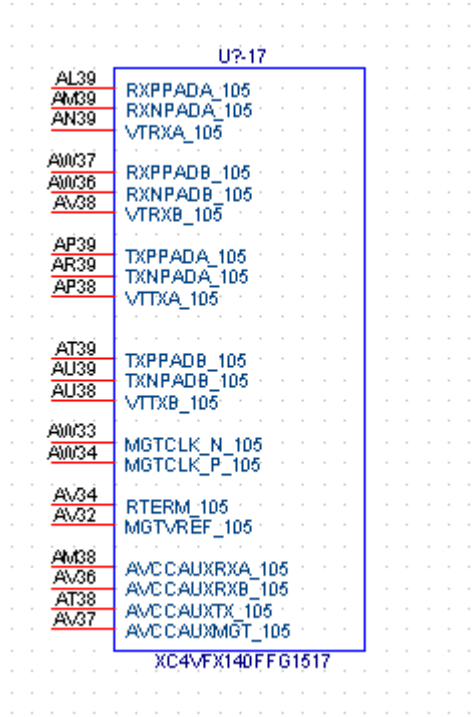 U?-17
AL39 RXPPADA_105
AM39 RXNPADA_105
AN39 VTRXA_105
AW37 RXPPADB_105
AW36 RXNPADB_105
AV38 VTRXB_105
AP39 TXPPADA_105
AR39 TXNPADA_105
AP38 VTTXA_105
AT39 TXPPADB_105
AU39 TXNPADB_105
AU38 VTTXB_105
AW33 MGTCLK_N_105
AW34 MGTCLK_P_105
AV34 RTERM_105
AV32 MGTVREF_105
AM38 AVCCAUXRXA_105
AV36 AVCCAUXRXB_105
AT38 AVCCAUXTX_105
AV37 AVCCAUXMGT_105
XC4VFX140FFG1517